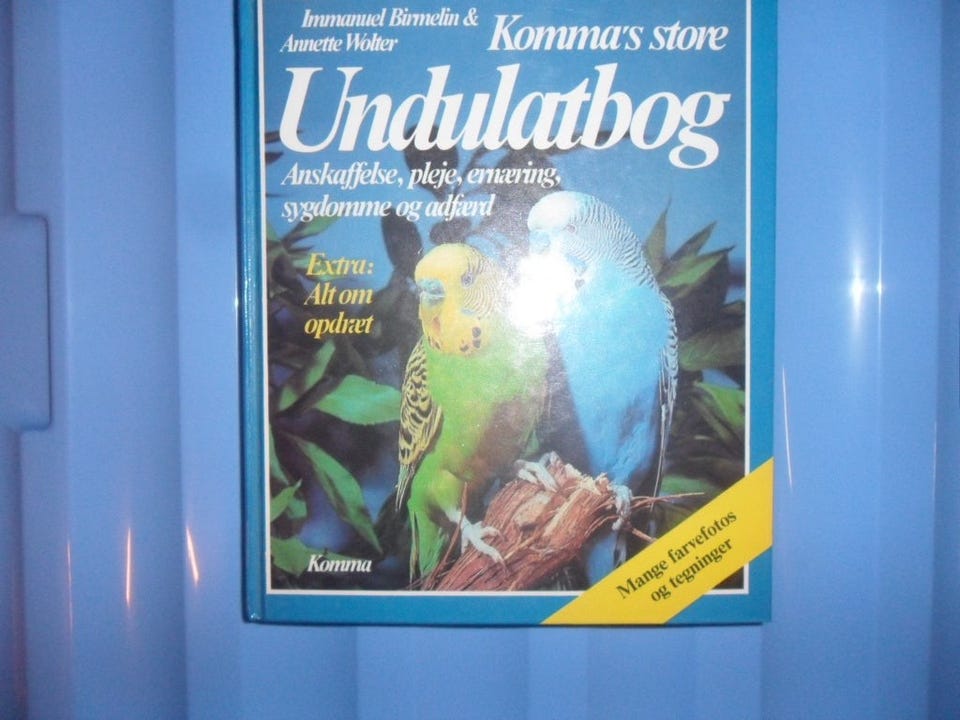 Immanuel Birmelin &
Annette Wolter
Komma's store
Undulatbog
Anskaffelse, pleje, ernæring,
sygdomme og adfærd
Extra:
Alt om
opdræt
Komma
Mange farvefotos
og tegninger